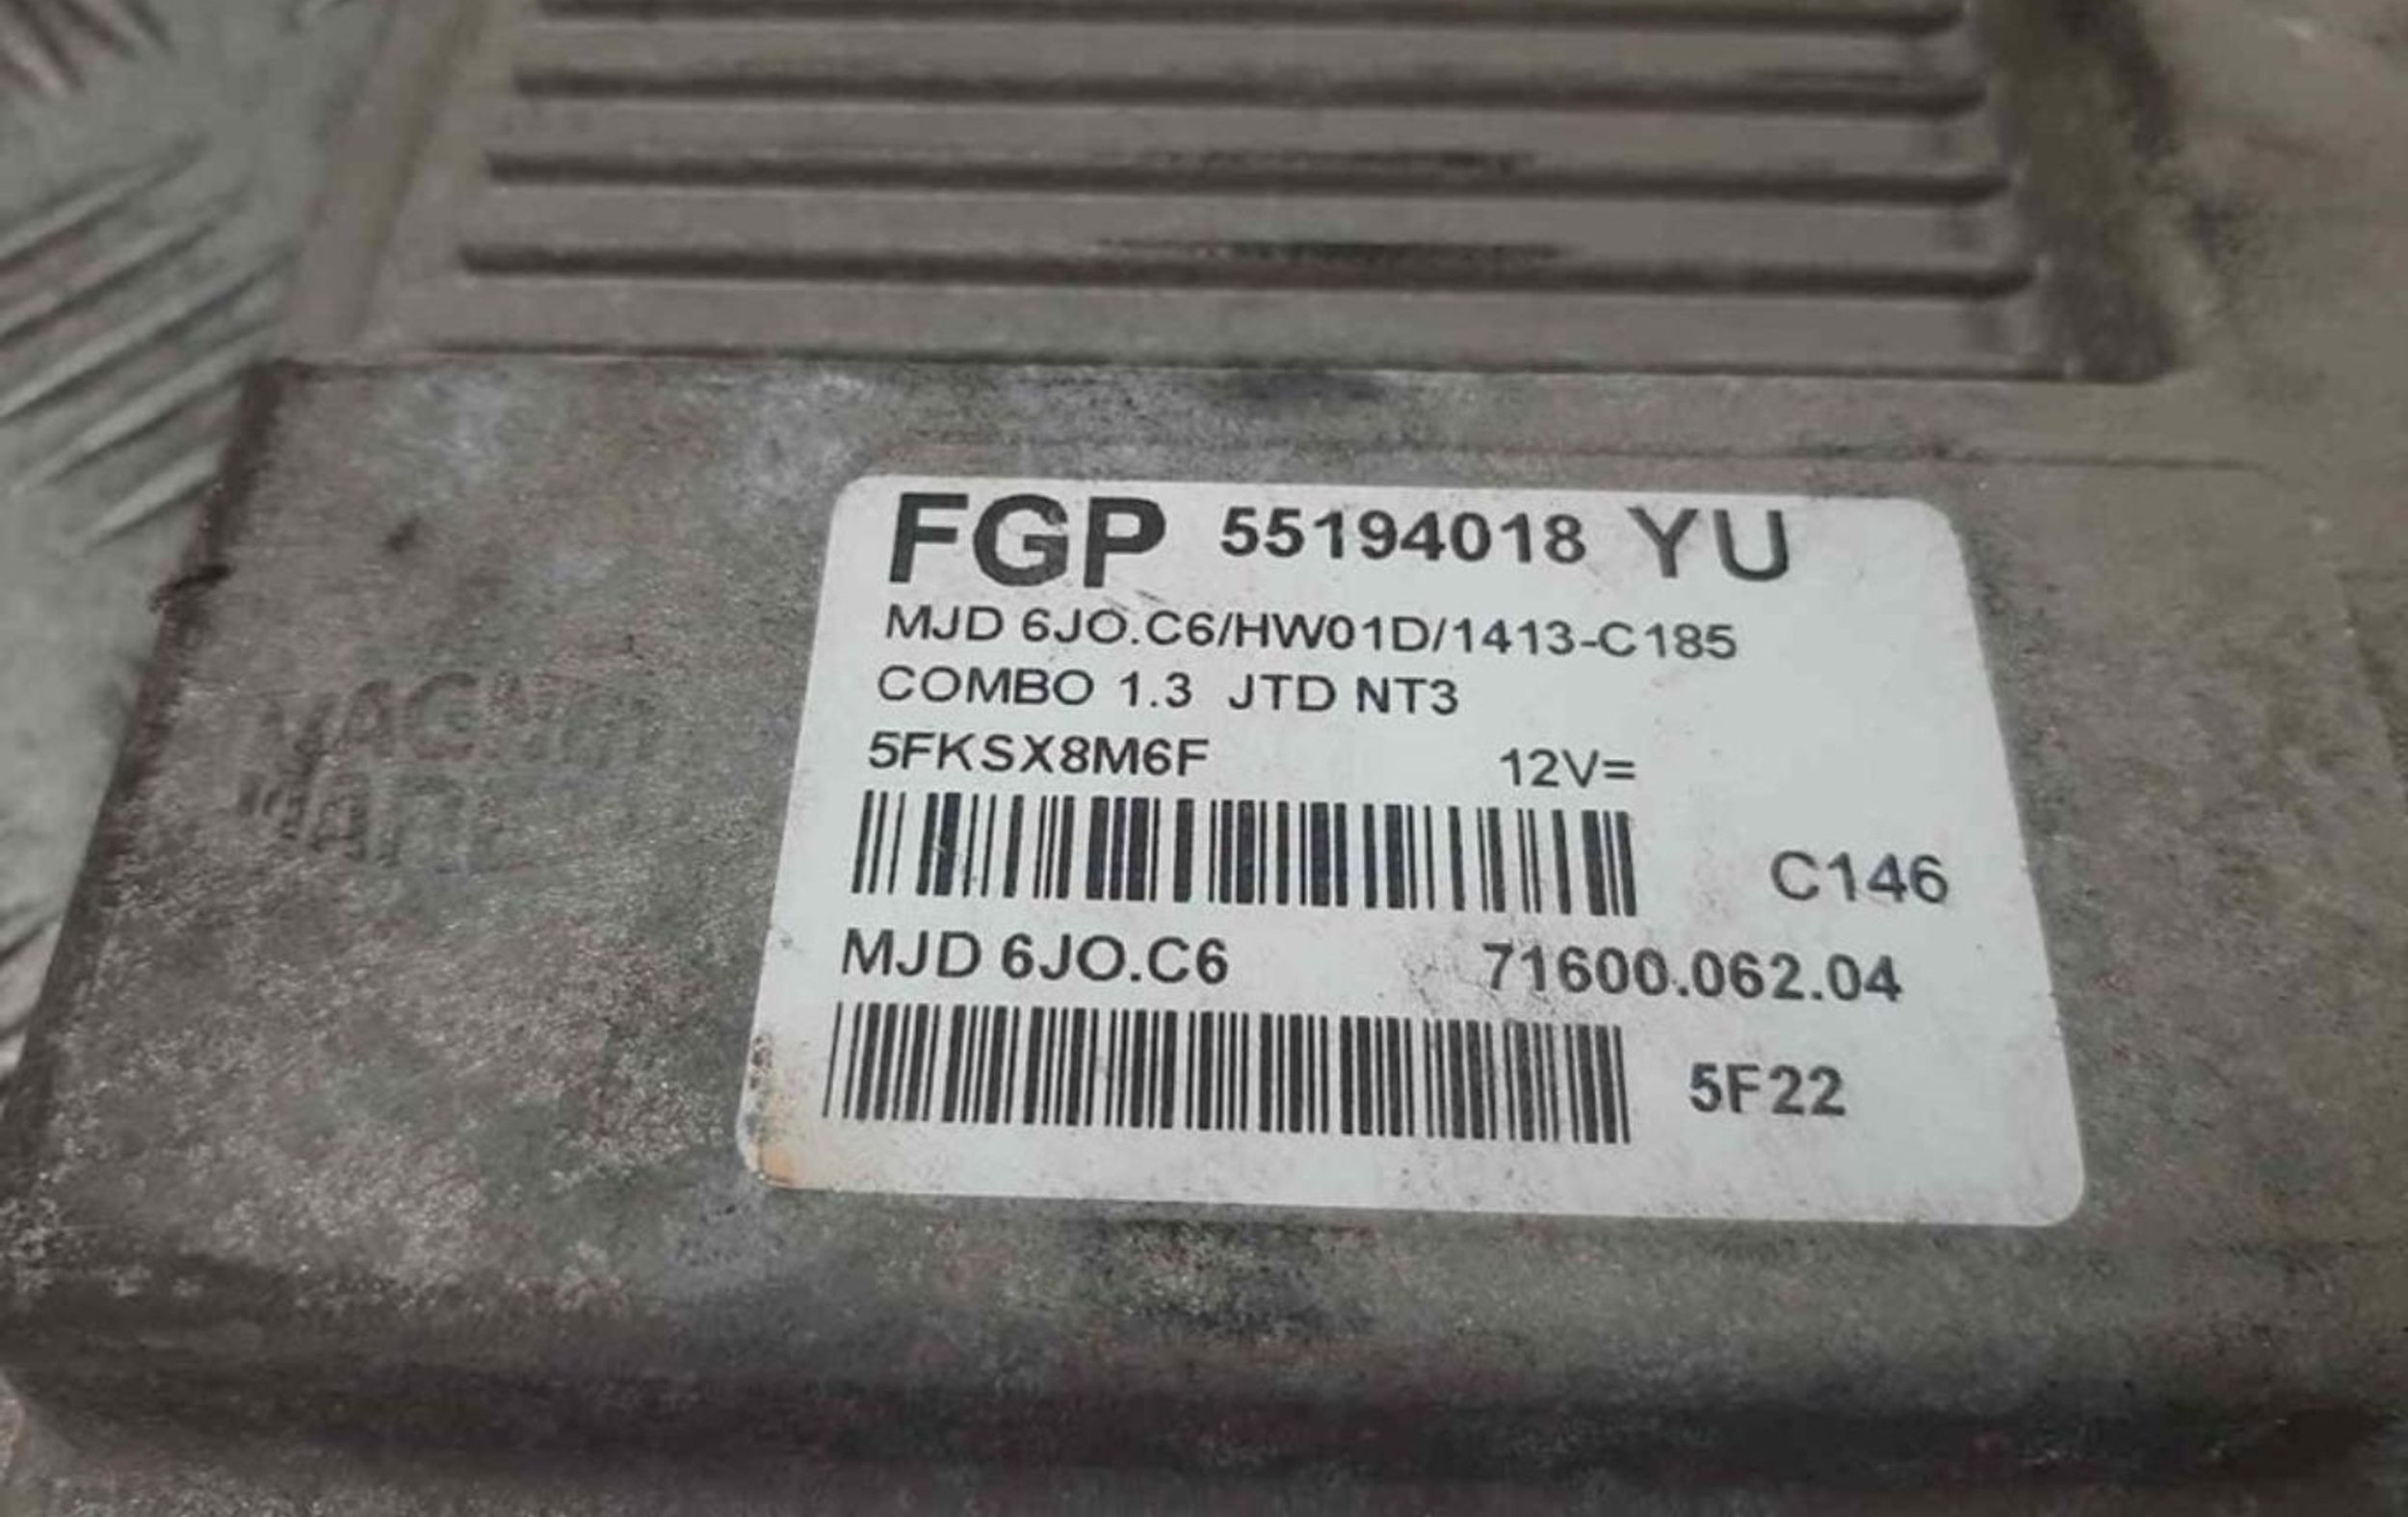 FGP 55194018 YU
MJD 6JO.C6/HW01D/1413-C185
COMBO 1.3 JTD NT3
5FKSX8M6F 12V=
C146
MJD 6JO.C6 71600.062.04
5F22